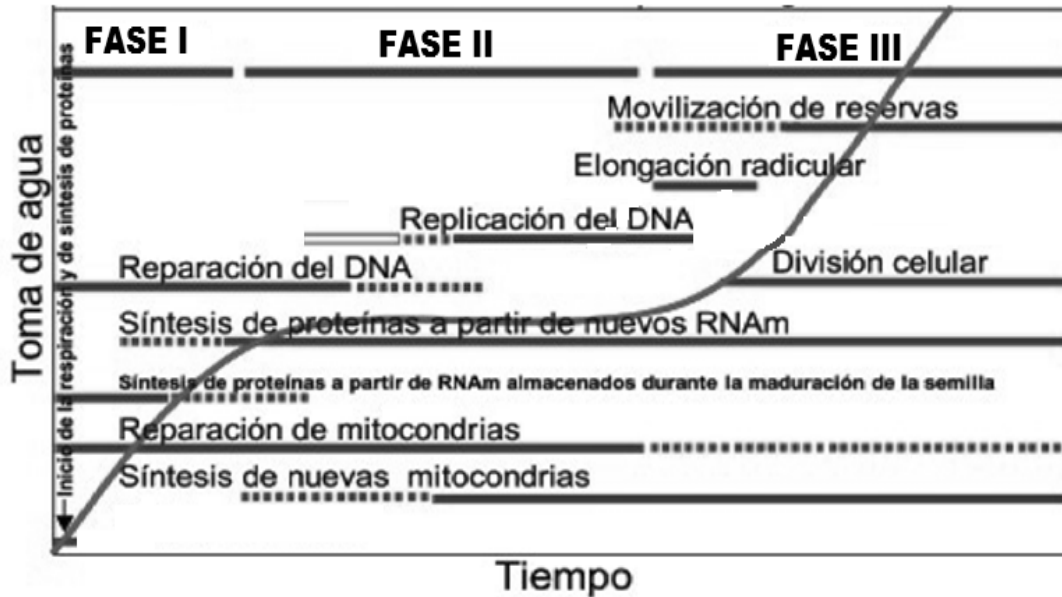 FASE I
FASE II
FASE III
Movilización de reservas
Elongación radicular
Replicación del DNA
Reparación del DNA
División celular
Síntesis de proteínas a partir de nuevos RNAm
Síntesis de proteínas a partir de RNAm almacenados durante la maduración de la semilla
Reparación de mitocondrias
Síntesis de nuevas mitocondrias
Inicio de la respiración y de síntesis de proteínas
Toma de agua
Tiempo